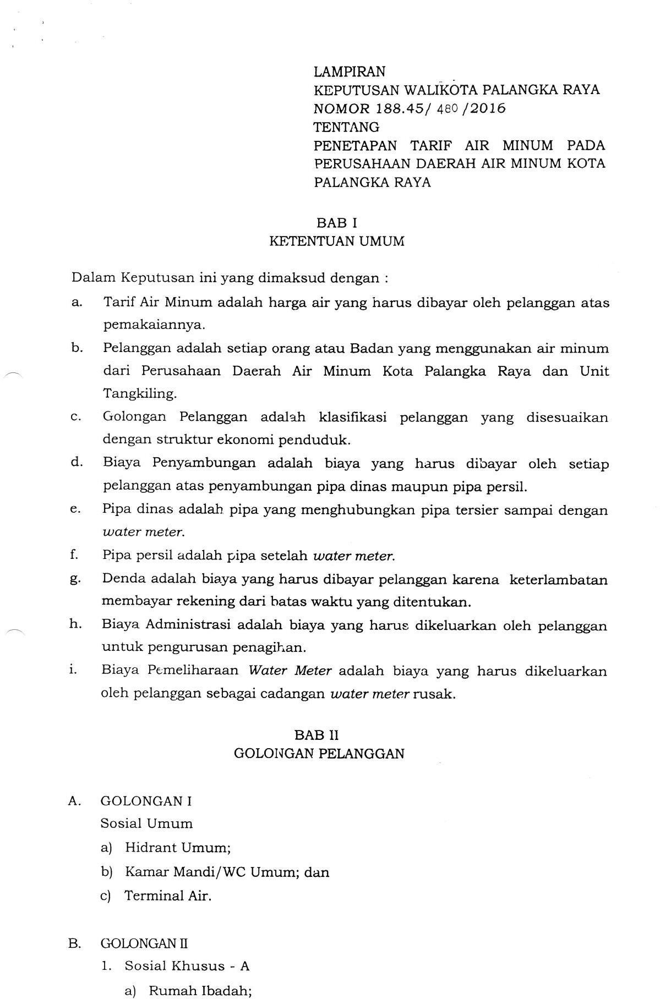 LAMPIRAN
KEPUTUSAN WALIKOTA PALANGKA RAYA
NOMOR 188.45/ 480 /2016
TENTANG
PENETAPAN TARIF AIR MINUM PADA
PERUSAHAAN DAERAH AIR MINUM KOTA
PALANGKA RAYA
BAB I
KETENTUAN UMUM
Dalam Keputusan ini yang dimaksud dengan :
a. Tarif Air Minum adalah harga air yang harus dibayar oleh pelanggan atas
pemakaiannya.
b. Pelanggan adalah setiap orang atau Badan yang menggunakan air minum
dari Perusahaan Daerah Air Minum Kota Palangka Raya dan Unit
Tangkiling.
c. Golongan Pelanggan adalah klasifikasi pelanggan yang disesuaikan
dengan struktur ekonomi penduduk.
d. Biaya Penyambungan adalah biaya yang harus dibayar oleh setiap
pelanggan atas penyambungan pipa dinas maupun pipa persil.
e. Pipa dinas adalah pipa yang menghubungkan pipa tersier sampai dengan
water meter.
f. Pipa persil adalah pipa setelah water meter.
g. Denda adalah biaya yang harus dibayar pelanggan karena keterlambatan
membayar rekening dari batas waktu yang ditentukan.
h. Biaya Administrasi adalah biaya yang harus dikeluarkan oleh pelanggan
untuk pengurusan penagihan.
i. Biaya Pemeliharaan Water Meter adalah biaya yang harus dikeluarkan
oleh pelanggan sebagai cadangan water meter rusak.
BAB II
GOLONGAN PELANGGAN
A. GOLONGAN I
Sosial Umum
a) Hidrant Umum;
b) Kamar Mandi/WC Umum; dan
c) Terminal Air.
B. GOLONGAN II
1. Sosial Khusus - A
a) Rumah Ibadah;